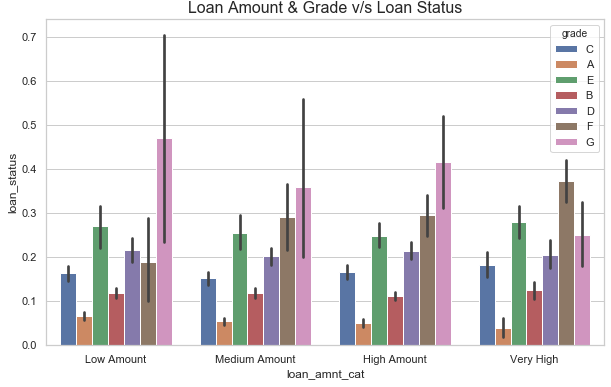 Loan Amount & Grade v/s Loan Status
grade
C
A
E
B
D
F
G
loan_status
0.7
0.6
0.5
0.4
0.3
0.2
0.1
0.0
Low Amount
Medium Amount
High Amount
Very High
loan_amnt_cat